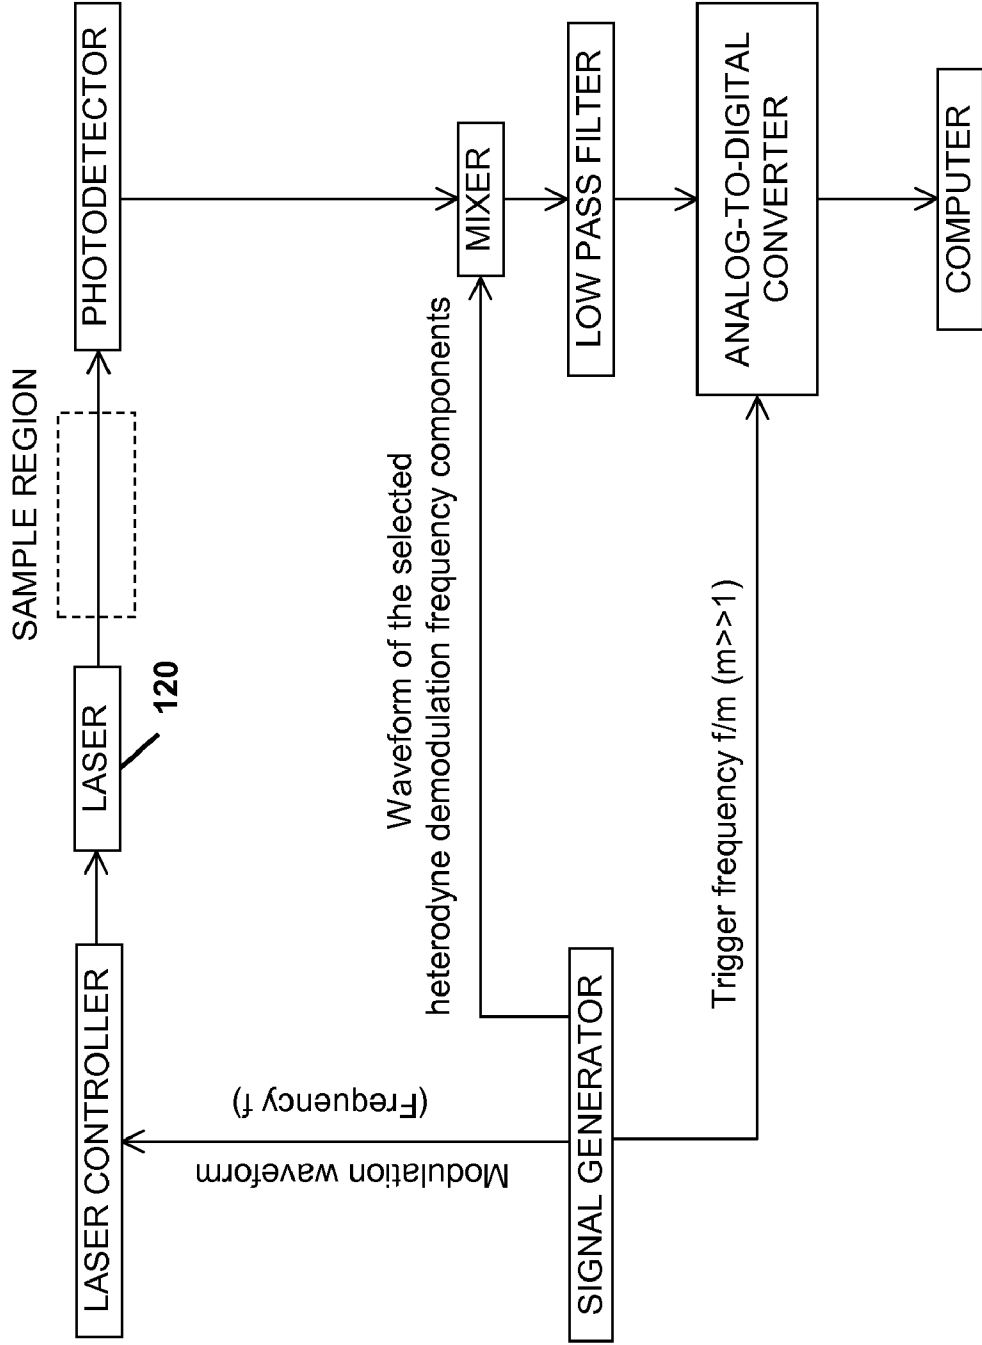 LASER CONTROLLER
LASER
120
SAMPLE REGION
PHOTODETECTOR
Modulation waveform
(Frequency f)
Waveform of the selected
heterodyne demodulation frequency components
MIXER
SIGNAL GENERATOR
LOW PASS FILTER
Trigger frequency f/m (m>>1)
ANALOG-TO-DIGITAL
CONVERTER
COMPUTER